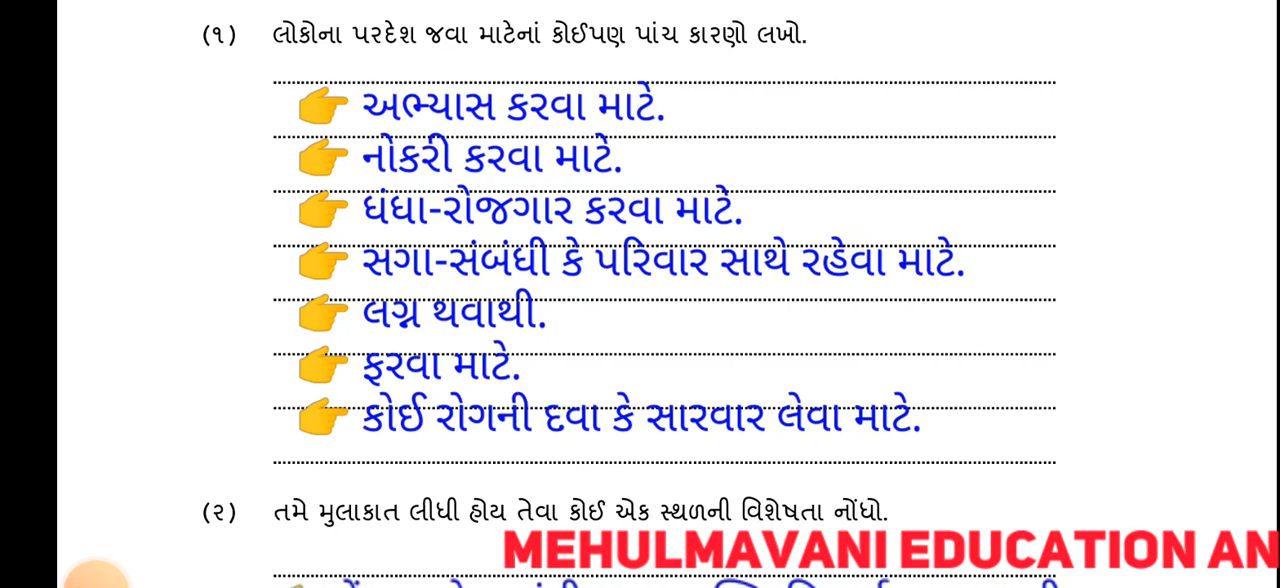 (૧) લોકોના પરદેશ જવા માટેનાં કોઈપણ પાંચ કારણો લખો.
👉 અભ્યાસ કરવા માટે.
👉 નોકરી કરવા માટે.
👉 ધંધા-રોજગાર કરવા માટે.
👉 સગા-સંબંધી કે પરિવાર સાથે રહેવા માટે.
👉 લગ્ન થવાથી.
👉 ફરવા માટે.
👉 કોઈ રોગની દવા કે સારવાર લેવા માટે.
(૨) તમે મુલાકાત લીધી હોય તેવા કોઈ એક સ્થળની વિશેષતા નોંધો.
MEHULMAVANI EDUCATION AN